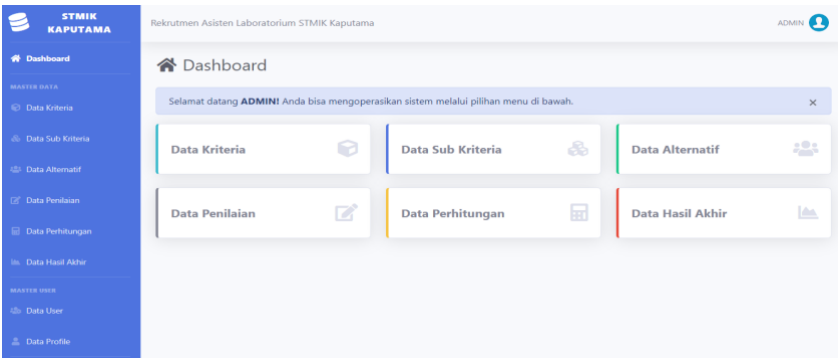 STMIK
KAPUTAMA
Rekrutmen Asisten Laboratorium STMIK Kaputama
ADMIN
Dashboard
MASTER DATA
Data Kriteria
Data Sub Kriteria
Data Alternatif
Data Penilaian
Data Perhitungan
Data Hasil Akhir
MASTER USER
Data User
Data Profile
Dashboard
Selamat datang ADMIN! Anda bisa mengoperasikan sistem melalui pilihan menu di bawah.
×
Data Kriteria
Data Sub Kriteria
Data Alternatif
Data Penilaian
Data Perhitungan
Data Hasil Akhir